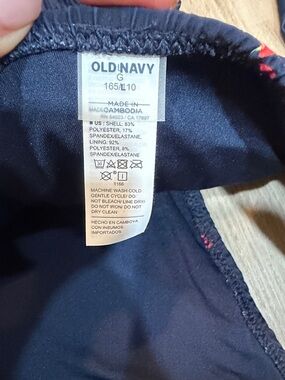 OLD NAVY
G
165/L10
MADE IN
CAMBODIA
RN 54023 / CA 17897
US : SHELL: 83%
POLYESTER, 17%
SPANDEX/ELASTANE,
LINING: 92%
POLYESTER, 8%
SPANDEX/ELASTANE
1166
MACHINE WASH COLD
GENTLE CYCLE/ DO
NOT BLEACH/ LINE DRY/
DO NOT IRON/ DO NOT
DRY CLEAN
HECHO EN CAMBOYA
CON INSUMOS
IMPORTADOS